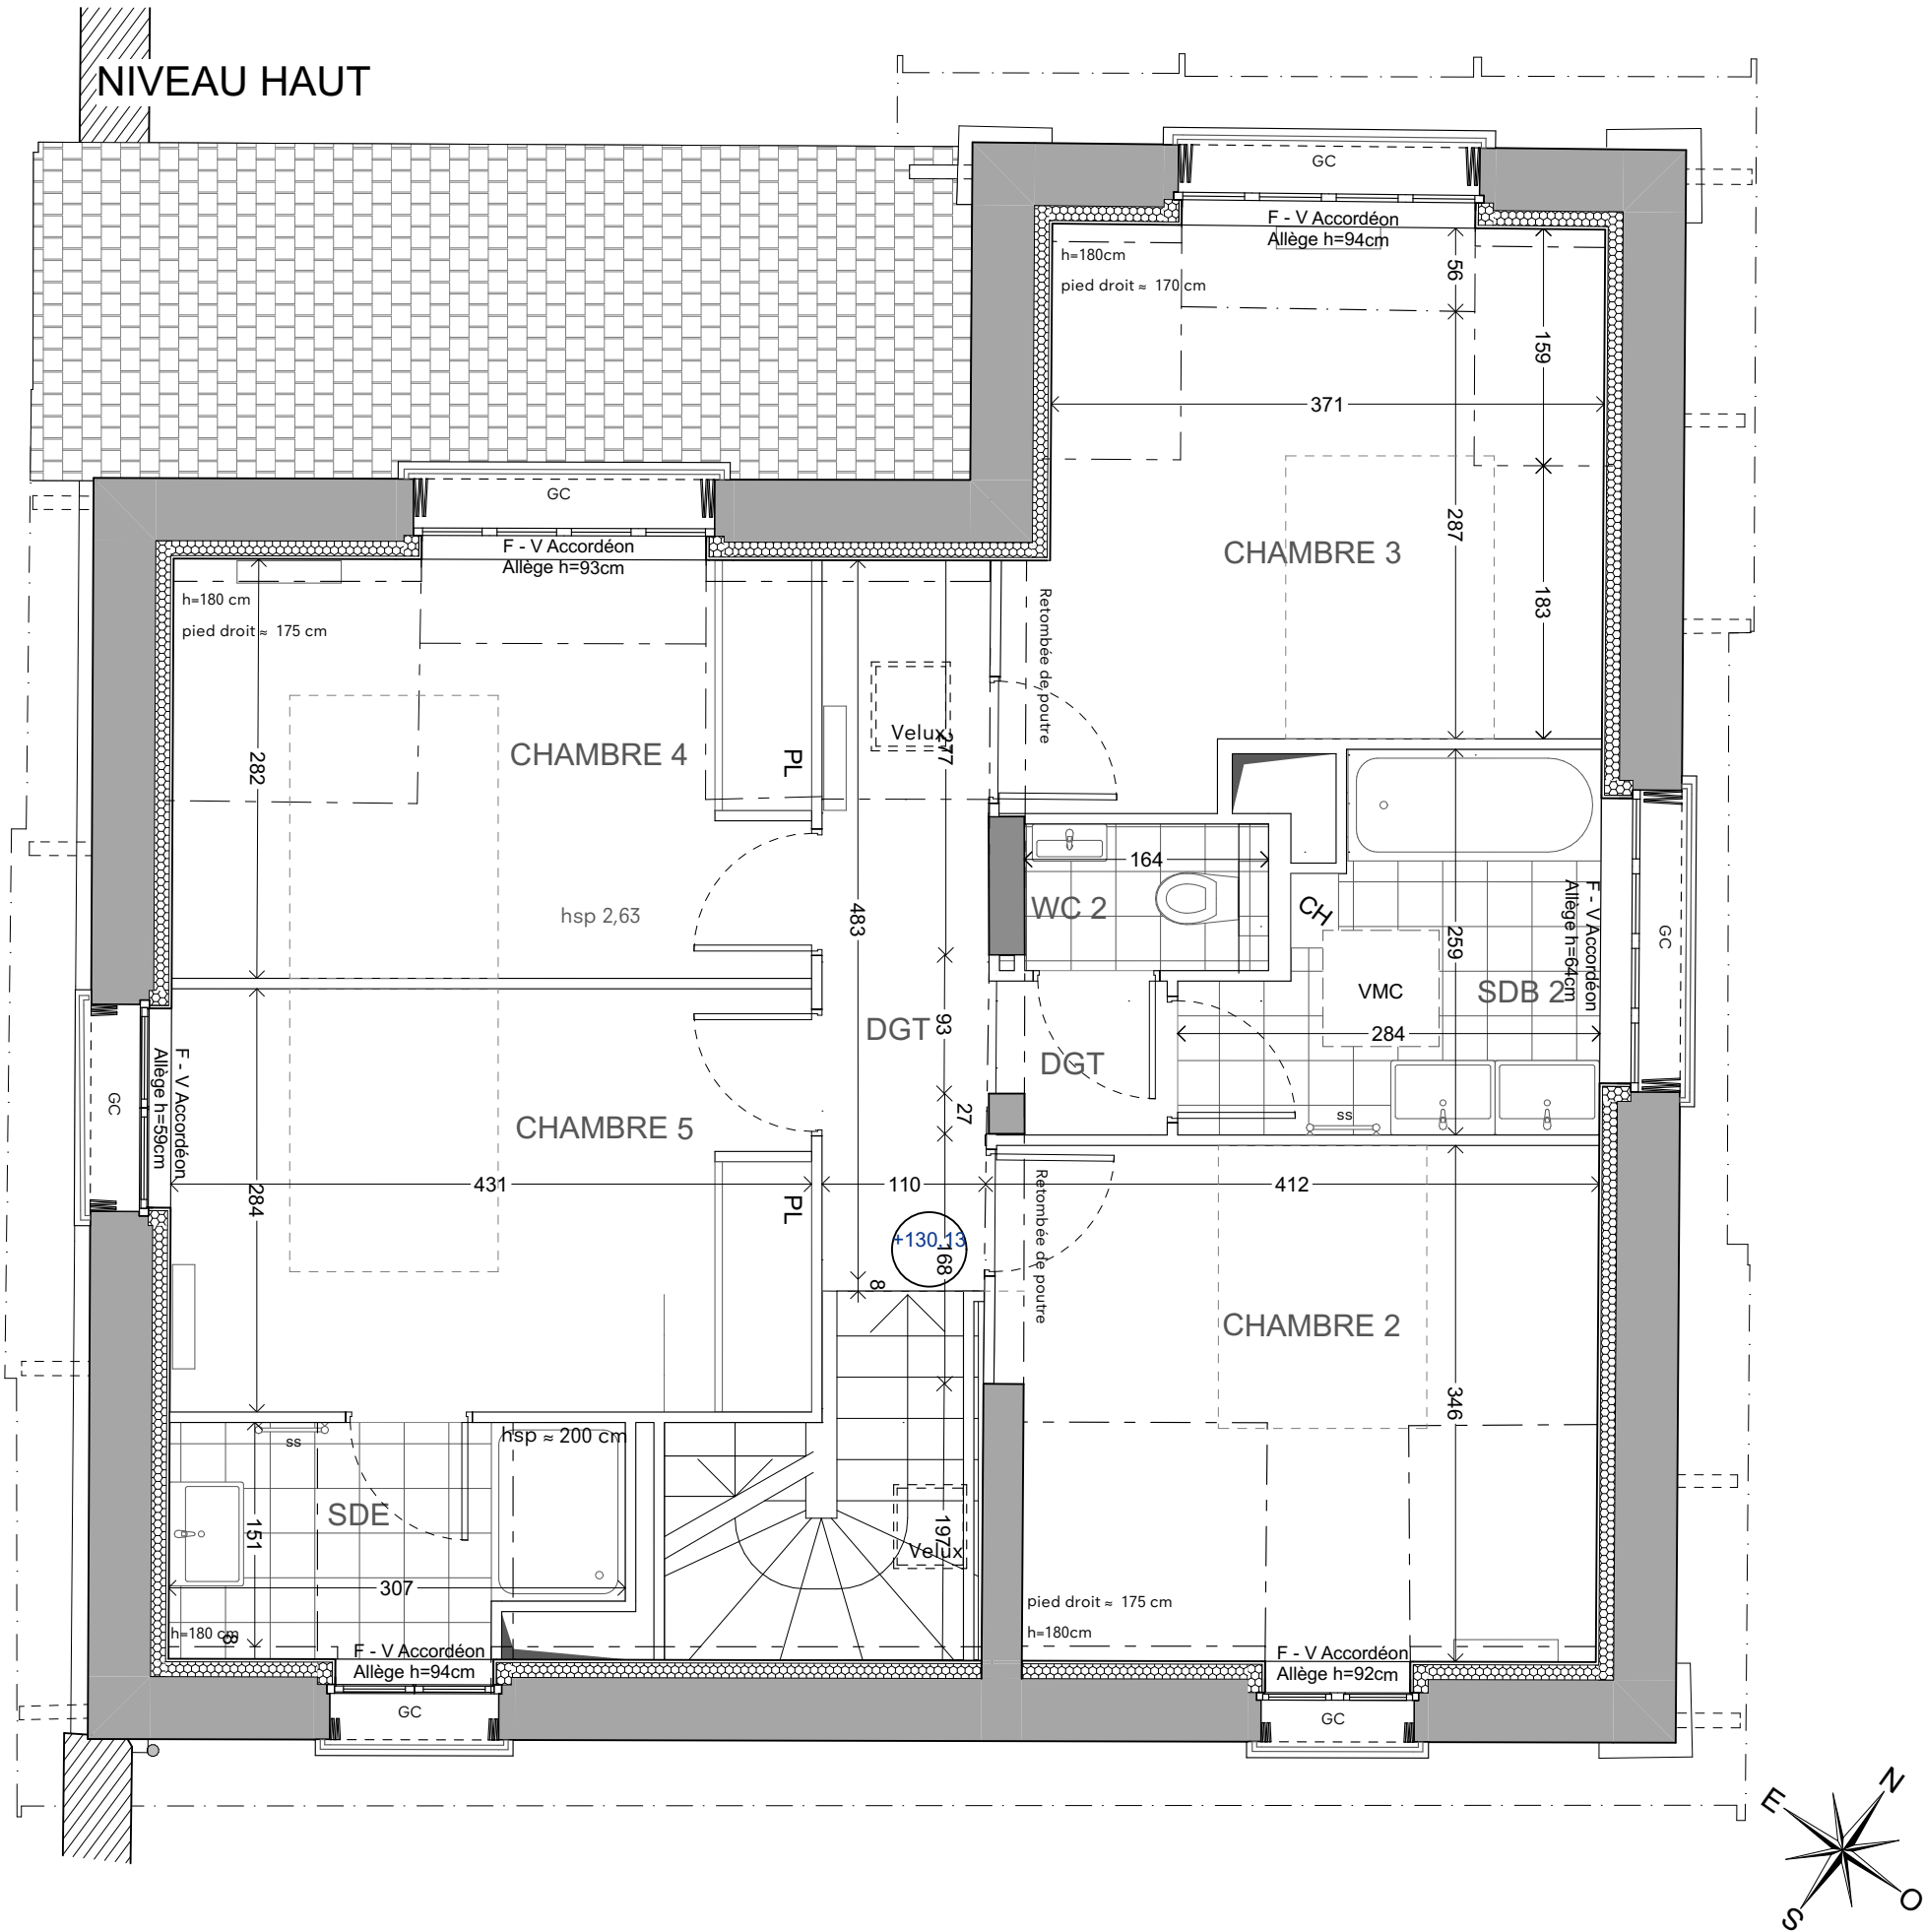 NIVEAU HAUT
GC
F - V Accordéon
Allège h=94cm
h=180cm
pied droit ≈ 170 cm
56
159
371
287
183
CHAMBRE 3
Retombée de poutre
GC
F - V Accordéon
Allège h=93cm
h=180 cm
pied droit ≈ 175 cm
282
CHAMBRE 4
PL
Velux
277
hsp 2,63
483
164
WC 2
CH
259
VMC
SDB 2
284
F - V Accordéon
Allège h=64cm
GC
DGT
93
DGT
27
ss
GC
F - V Accordéon
Allège h=59cm
CHAMBRE 5
284
431
PL
110
412
+130,13
168
8
Retombée de poutre
CHAMBRE 2
346
hsp ≈ 200 cm
ss
SDE
151
307
197
Velux
h=180 cm
8
F - V Accordéon
Allège h=94cm
GC
pied droit ≈ 175 cm
h=180cm
F - V Accordéon
Allège h=92cm
GC
N
E
O
S